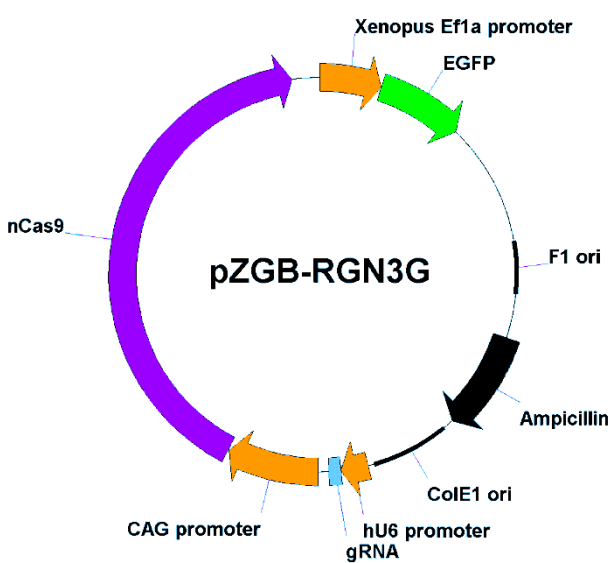 Xenopus Ef1a promoter
EGFP
nCas9
pZGB-RGN3G
F1 ori
Ampicillin
ColE1 ori
CAG promoter
hU6 promoter
gRNA